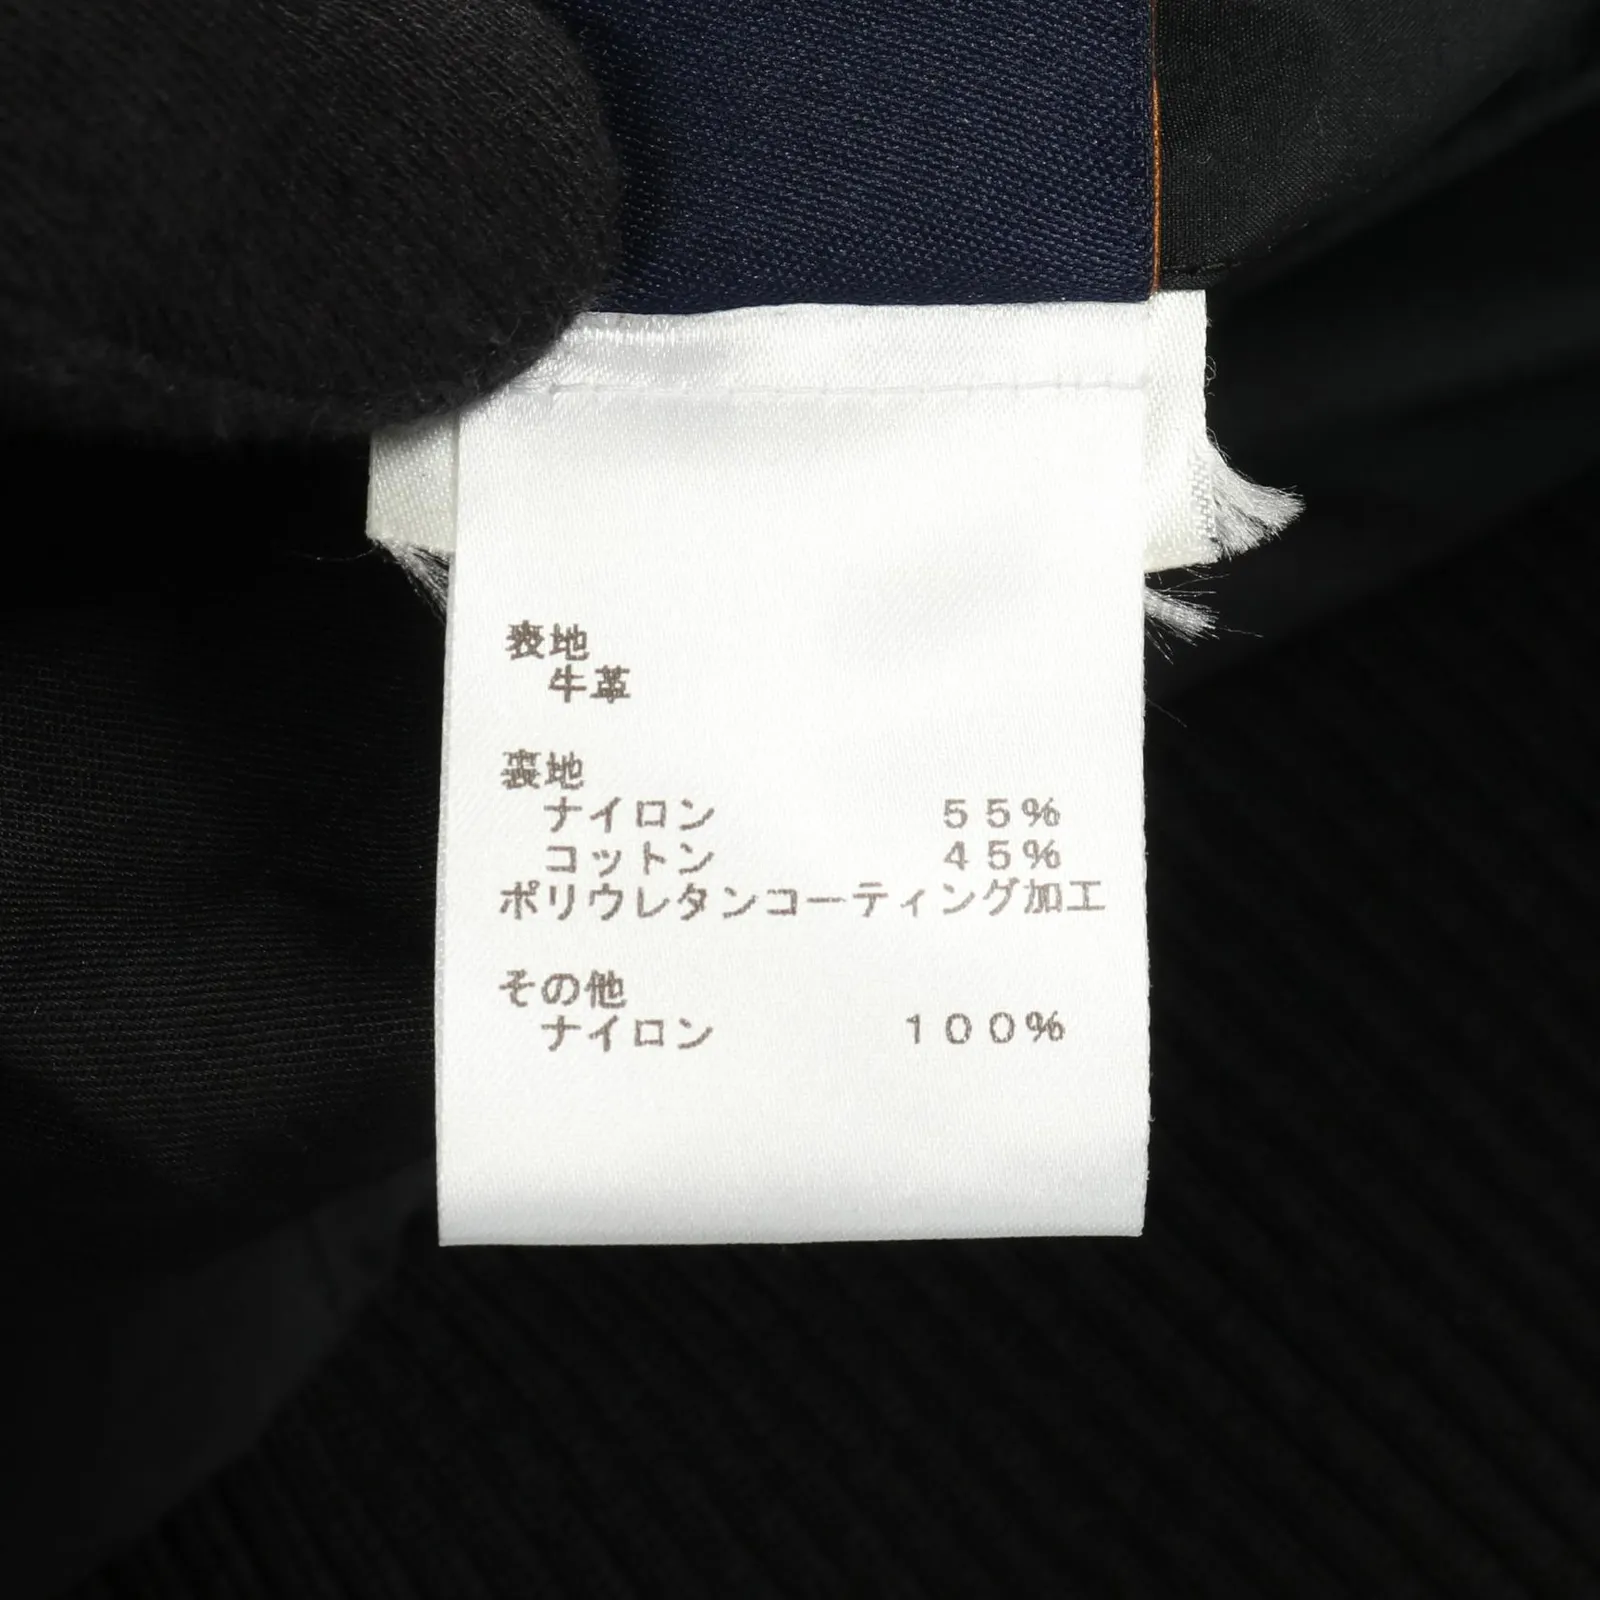 表地
牛革
裏地
ナイロン ５５%
コットン ４５%
ポリウレタンコーティング加工
その他
ナイロン １００%